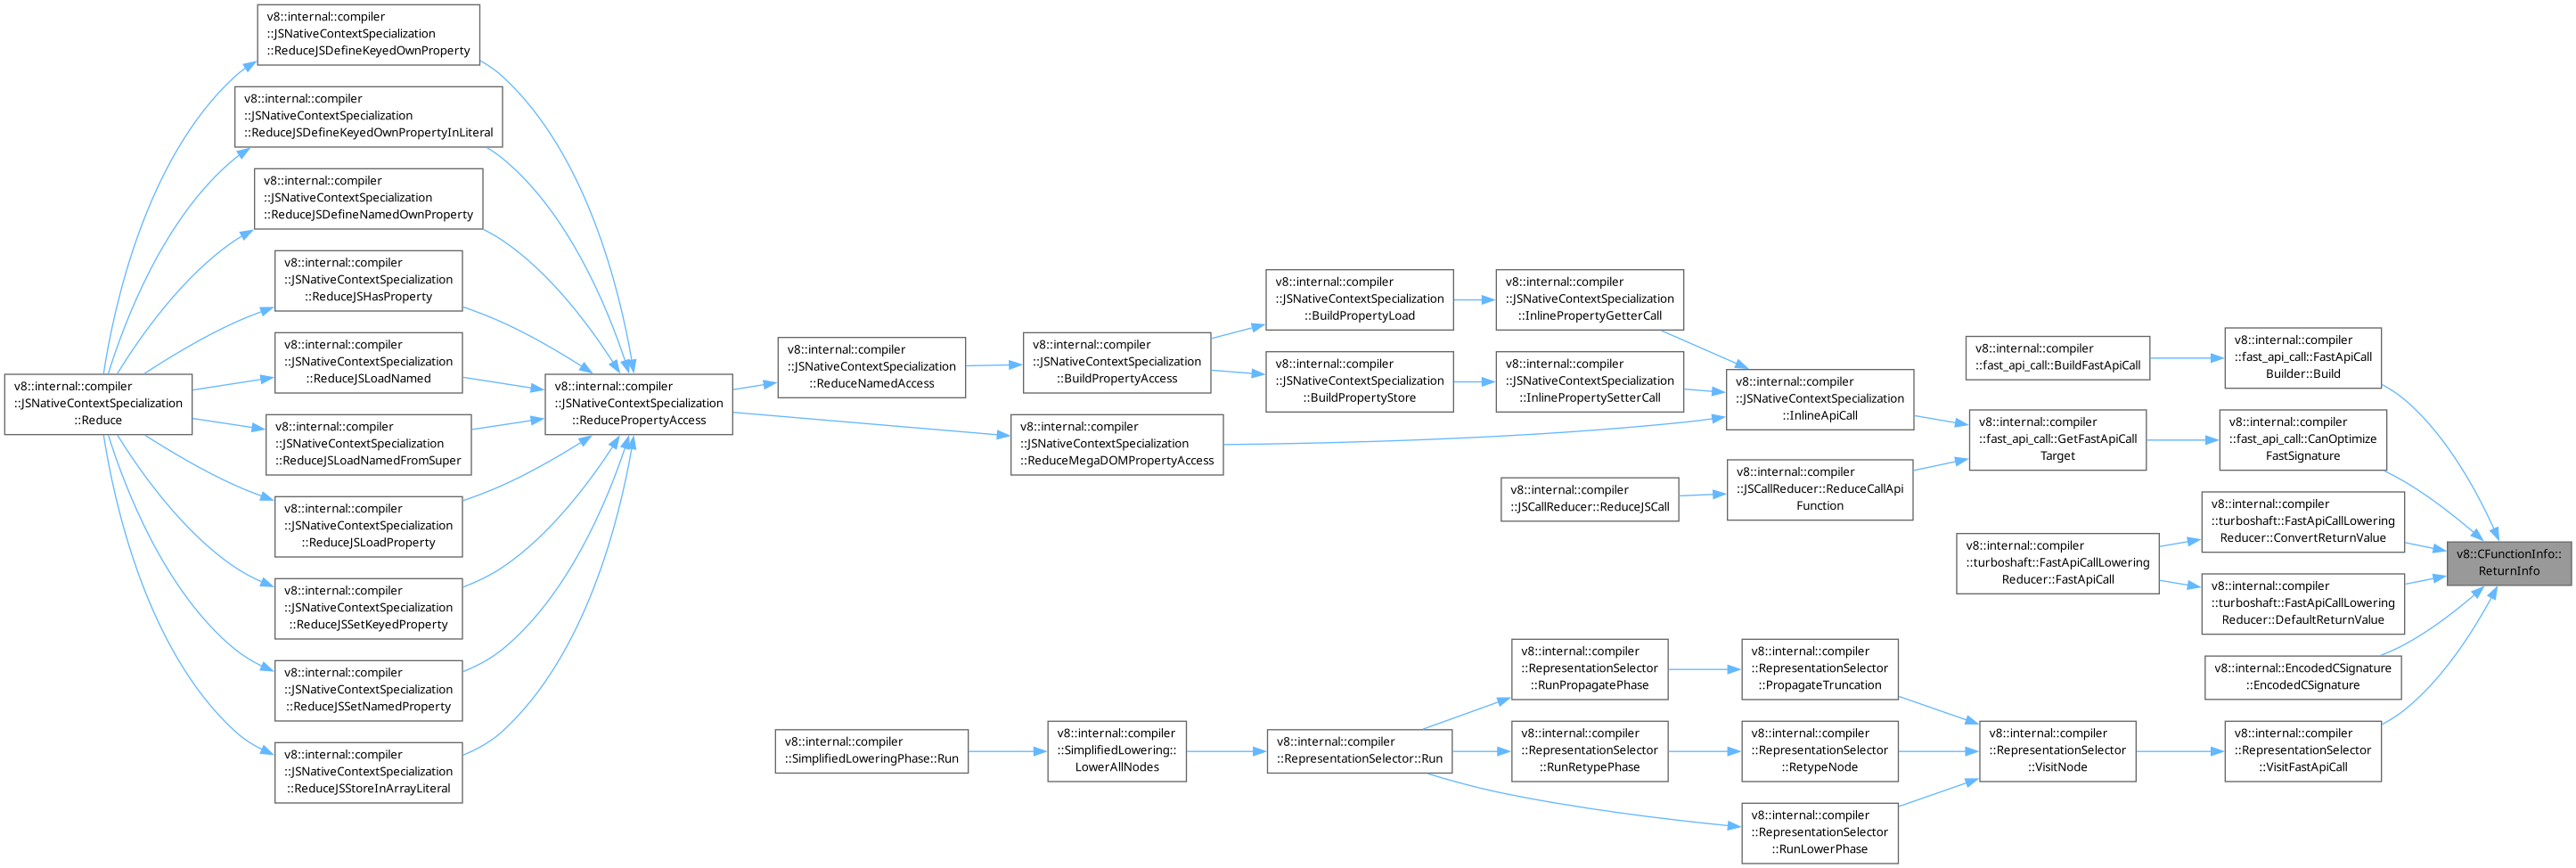 v8::internal::compiler
::JSNativeContextSpecialization
::ReduceJSDefineKeyedOwnProperty
v8::internal::compiler
::JSNativeContextSpecialization
::ReduceJSDefineKeyedOwnPropertyInLiteral
v8::internal::compiler
::JSNativeContextSpecialization
::ReduceJSDefineNamedOwnProperty
v8::internal::compiler
::JSNativeContextSpecialization
::ReduceJSHasProperty
v8::internal::compiler
::JSNativeContextSpecialization
::ReduceJSLoadNamed
v8::internal::compiler
::JSNativeContextSpecialization
::Reduce
v8::internal::compiler
::JSNativeContextSpecialization
::ReduceJSLoadNamedFromSuper
v8::internal::compiler
::JSNativeContextSpecialization
::ReduceJSLoadProperty
v8::internal::compiler
::JSNativeContextSpecialization
::ReduceJSSetKeyedProperty
v8::internal::compiler
::JSNativeContextSpecialization
::ReduceJSSetNamedProperty
v8::internal::compiler
::JSNativeContextSpecialization
::ReduceJSStoreInArrayLiteral
v8::internal::compiler
::JSNativeContextSpecialization
::ReducePropertyAccess
v8::internal::compiler
::JSNativeContextSpecialization
::ReduceNamedAccess
v8::internal::compiler
::JSNativeContextSpecialization
::BuildPropertyAccess
v8::internal::compiler
::JSNativeContextSpecialization
::ReduceMegaDOMPropertyAccess
v8::internal::compiler
::JSNativeContextSpecialization
::BuildPropertyLoad
v8::internal::compiler
::JSNativeContextSpecialization
::BuildPropertyStore
v8::internal::compiler
::JSNativeContextSpecialization
::InlinePropertyGetterCall
v8::internal::compiler
::JSNativeContextSpecialization
::InlinePropertySetterCall
v8::internal::compiler
::JSCallReducer::ReduceJSCall
v8::internal::compiler
::JSNativeContextSpecialization
::InlineApiCall
v8::internal::compiler
::JSCallReducer::ReduceCallApi
Function
v8::internal::compiler
::fast_api_call::BuildFastApiCall
v8::internal::compiler
::fast_api_call::GetFastApiCall
Target
v8::internal::compiler
::turboshaft::FastApiCallLowering
Reducer::FastApiCall
v8::internal::compiler
::fast_api_call::FastApiCall
Builder::Build
v8::internal::compiler
::fast_api_call::CanOptimize
FastSignature
v8::internal::compiler
::turboshaft::FastApiCallLowering
Reducer::ConvertReturnValue
v8::internal::compiler
::turboshaft::FastApiCallLowering
Reducer::DefaultReturnValue
v8::internal::EncodedCSignature
::EncodedCSignature
v8::CFunctionInfo::
ReturnInfo
v8::internal::compiler
::SimplifiedLoweringPhase::Run
v8::internal::compiler
::SimplifiedLowering::
LowerAllNodes
v8::internal::compiler
::RepresentationSelector::Run
v8::internal::compiler
::RepresentationSelector
::RunPropagatePhase
v8::internal::compiler
::RepresentationSelector
::RunRetypePhase
v8::internal::compiler
::RepresentationSelector
::PropagateTruncation
v8::internal::compiler
::RepresentationSelector
::RetypeNode
v8::internal::compiler
::RepresentationSelector
::RunLowerPhase
v8::internal::compiler
::RepresentationSelector
::VisitNode
v8::internal::compiler
::RepresentationSelector
::VisitFastApiCall